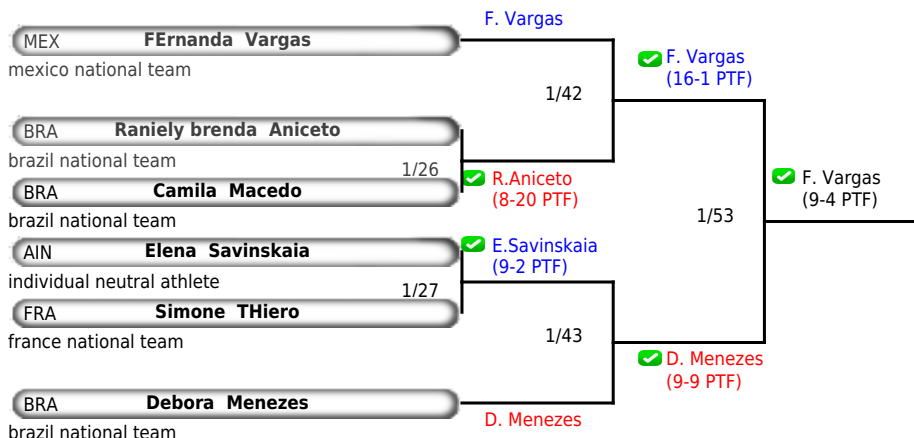 F. Vargas
MEX FErnanda Vargas
mexico national team
F. Vargas
(16-1 PTF)
1/42
BRA Raniely brenda Aniceto
brazil national team
1/26
R.Aniceto
(8-20 PTF)
BRA Camila Macedo
brazil national team
F. Vargas
(9-4 PTF)
1/53
AIN Elena Savinskaia
individual neutral athlete
E.Savinskaia
(9-2 PTF)
1/27
FRA Simone THiero
france national team
1/43
D. Menezes
(9-9 PTF)
BRA Debora Menezes
brazil national team
D. Menezes